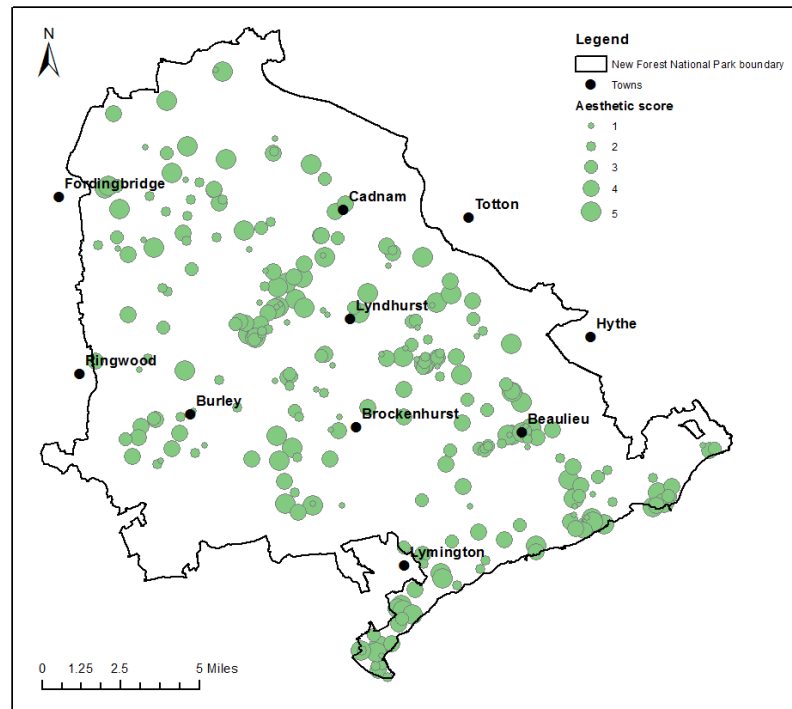 N
Legend
New Forest National Park boundary
Towns
Aesthetic score
1
2
3
4
5
Fordingbridge
Cadnam
Totton
Lyndhurst
Hythe
Ringwood
Burley
Brockenhurst
Beaulieu
Lymington
0 1.25 2.5 5 Miles